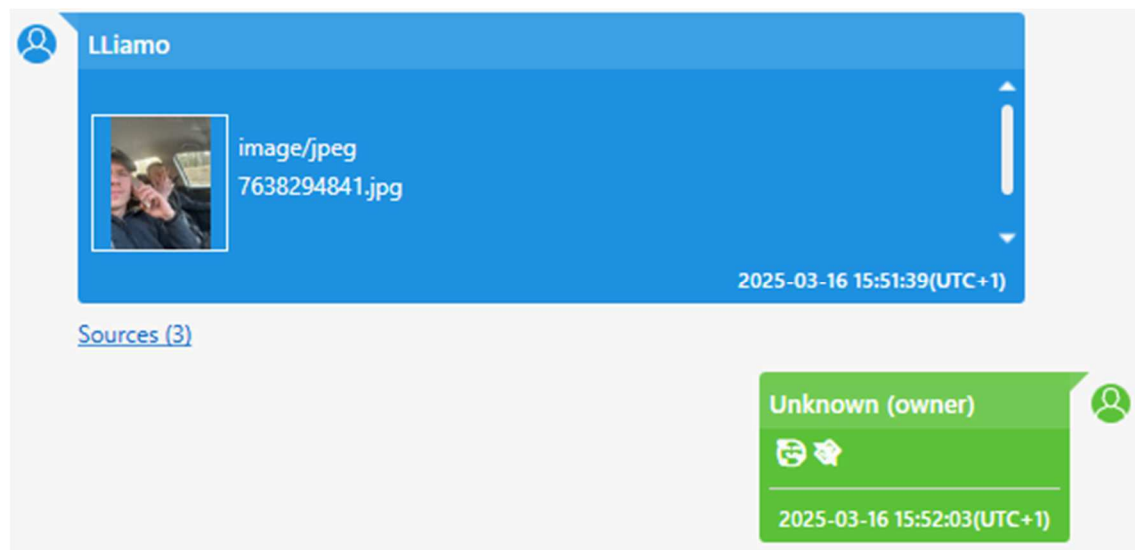 LLiamo
image/jpeg
7638294841.jpg
2025-03-16 15:51:39(UTC+1)
Sources (3)
Unknown (owner)
2025-03-16 15:52:03(UTC+1)